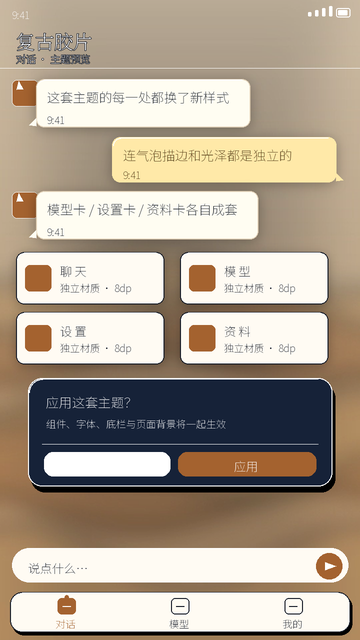 9:41
复古胶片
对话 · 主题预览
这套主题的每一处都换了新样式
9:41
连气泡描边和光泽都是独立的
9:41
模型卡 / 设置卡 / 资料卡各自成套
9:41
聊天
独立材质 · 8dp
模型
独立材质 · 8dp
设置
独立材质 · 8dp
资料
独立材质 · 8dp
应用这套主题?
组件、字体、底栏与页面背景将一起生效
应用
说点什么…
对话
模型
我的